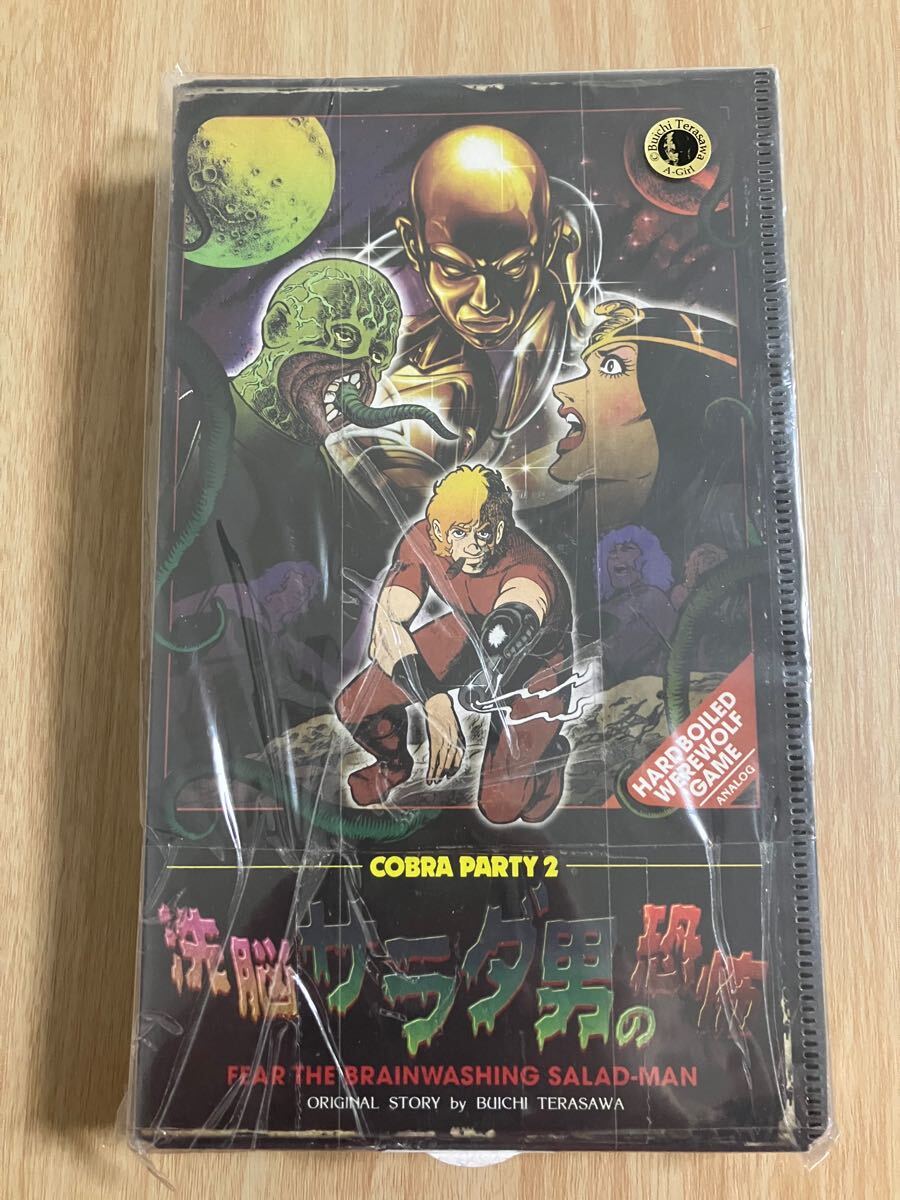 ©Buichi Terasawa
A-Girl
HARDBOILED
WEREWOLF
GAME
ANALOG
COBRA PARTY 2
洗脳サラダ男の恐怖
FEAR THE BRAINWASHING SALAD-MAN
ORIGINAL STORY by BUICHI TERASAWA